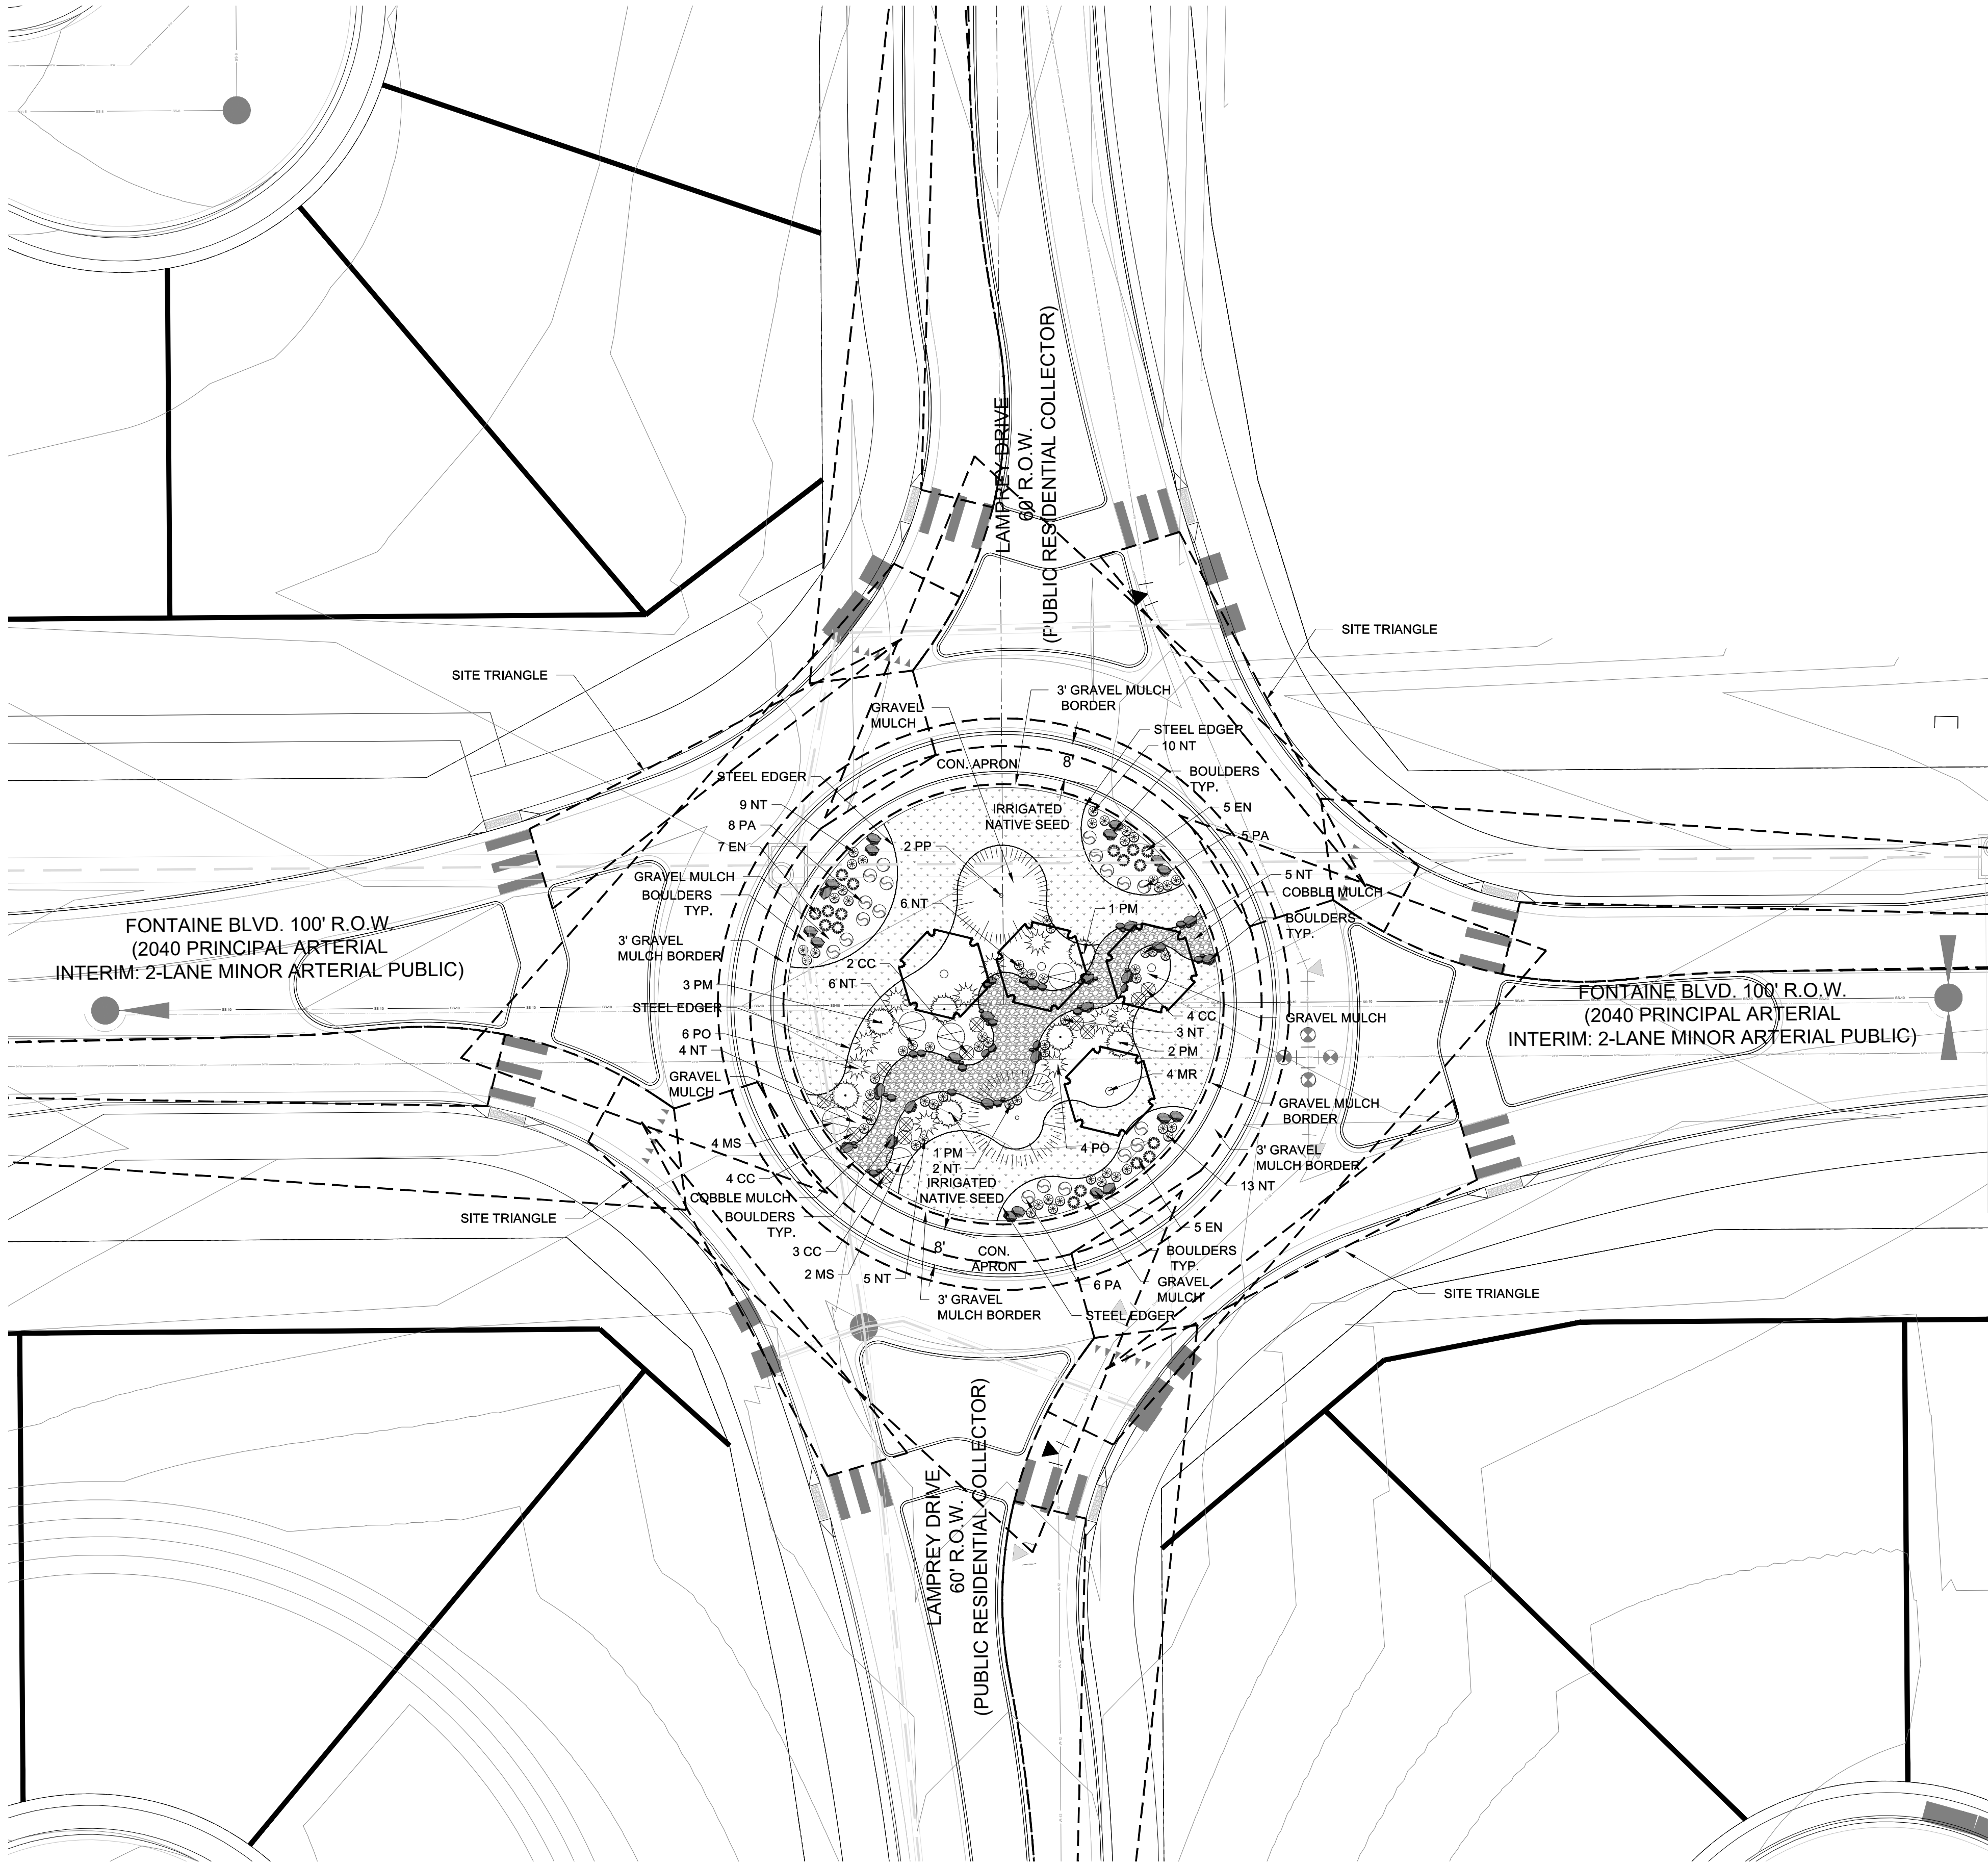 LAMPREY DRIVE
60' R.O.W.
(PUBLIC RESIDENTIAL COLLECTOR)
SITE TRIANGLE
SITE TRIANGLE
3' GRAVEL MULCH
BORDER
GRAVEL
MULCH
STEEL EDGER
10 NT
CON. APRON
8'
BOULDERS
TYP.
STEEL EDGER
9 NT
8 PA
7 EN
IRRIGATED
NATIVE SEED
5 EN
5 PA
2 PP
GRAVEL MULCH
BOULDERS
TYP.
5 NT
COBBLE MULCH
6 NT
1 PM
BOULDERS
TYP.
FONTAINE BLVD. 100' R.O.W.
(2040 PRINCIPAL ARTERIAL
INTERIM: 2-LANE MINOR ARTERIAL PUBLIC)
3' GRAVEL
MULCH BORDER
2 CC
3 PM
6 NT
STEEL EDGER
6 PO
4 NT
GRAVEL
MULCH
FONTAINE BLVD. 100' R.O.W.
(2040 PRINCIPAL ARTERIAL
INTERIM: 2-LANE MINOR ARTERIAL PUBLIC)
4 CC
GRAVEL MULCH
3 NT
2 PM
4 MR
GRAVEL MULCH
BORDER
4 MS
1 PM
2 NT
4 PO
3' GRAVEL
MULCH BORDER
4 CC
IRRIGATED
NATIVE SEED
13 NT
COBBLE MULCH
BOULDERS
TYP.
SITE TRIANGLE
5 EN
3 CC
8'
CON.
APRON
BOULDERS
TYP.
2 MS
5 NT
6 PA
GRAVEL
MULCH
3' GRAVEL
MULCH BORDER
STEEL EDGER
SITE TRIANGLE
LAMPREY DRIVE
60' R.O.W.
(PUBLIC RESIDENTIAL COLLECTOR)